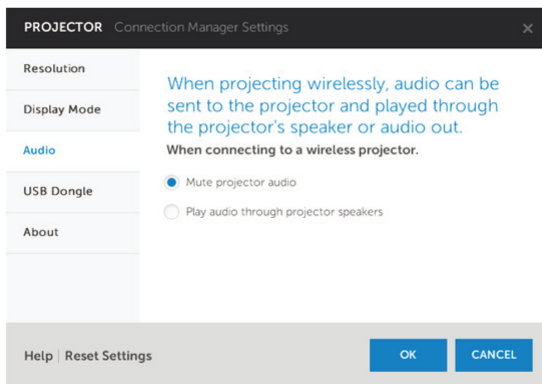 PROJECTOR Connection Manager Settings
Resolution
Display Mode
Audio
USB Dongle
About
When projecting wirelessly, audio can be
sent to the projector and played through
the projector's speaker or audio out.
When connecting to a wireless projector.
Mute projector audio
Play audio through projector speakers
Help | Reset Settings
OK
CANCEL